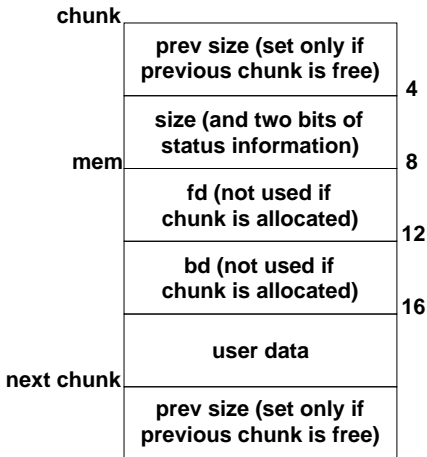 chunk
prev size (set only if
previous chunk is free)
4
size (and two bits of
status information)
mem
8
fd (not used if
chunk is allocated)
12
bd (not used if
chunk is allocated)
16
user data
next chunk
prev size (set only if
previous chunk is free)